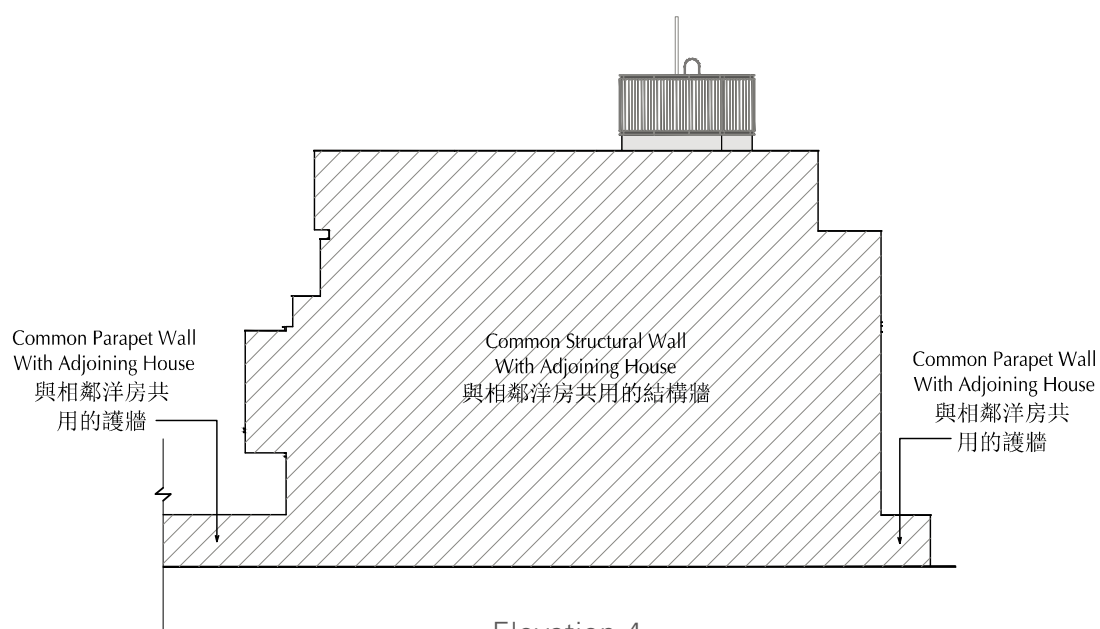 Common Parapet Wall
With Adjoining House
與相鄰洋房共
用的護牆
Common Structural Wall
With Adjoining House
與相鄰洋房共用的結構牆
Common Parapet Wall
With Adjoining House
與相鄰洋房共
用的護牆
Elevation 4